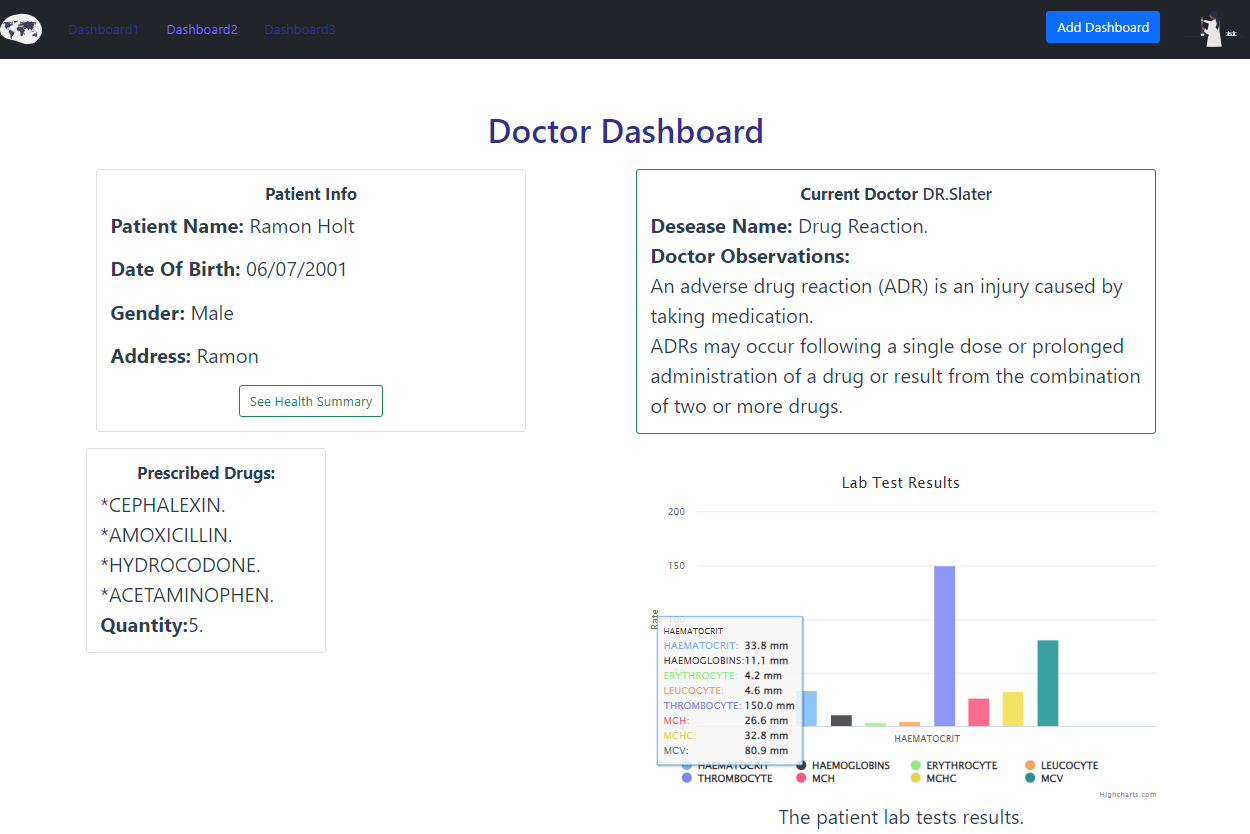 Dashboard1 Dashboard2 Dashboard3 Add Dashboard
Doctor Dashboard
Patient Info
Patient Name: Ramon Holt
Date Of Birth: 06/07/2001
Gender: Male
Address: Ramon
See Health Summary
Current Doctor DR.Slater
Desease Name: Drug Reaction.
Doctor Observations:
An adverse drug reaction (ADR) is an injury caused by
taking medication.
ADRs may occur following a single dose or prolonged
administration of a drug or result from the combination
of two or more drugs.
Prescribed Drugs:
*CEPHALEXIN.
*AMOXICILLIN.
*HYDROCODONE.
*ACETAMINOPHEN.
Quantity:5.
Lab Test Results
200
150
100
Rate
HAEMATOCRIT
HAEMATOCRIT: 33.8 mm
HAEMOGLOBINS:11.1 mm
ERYTHROCYTE: 4.2 mm
LEUCOCYTE: 4.6 mm
THROMBOCYTE: 150.0 mm
MCH: 26.6 mm
MCHC: 32.8 mm
MCV: 80.9 mm
HAEMATOCRIT
HAEMATOCRIT HAEMOGLOBINS ERYTHROCYTE LEUCOCYTE
THROMBOCYTE MCH MCHC MCV
Highcharts.com
The patient lab tests results.